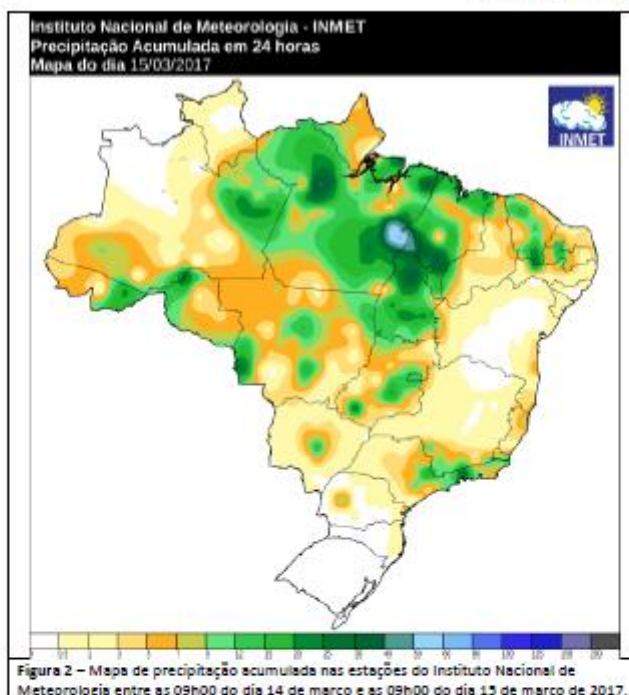 Instituto Nacional de Meteorologia - INMET
Precipitação Acumulada em 24 horas
Mapa do dia 15/03/2017
INMET
Figura 2 – Mapa de precipitação acumulada nas estações do Instituto Nacional de
Meteorologia entre as 09h00 do dia 14 de março e as 09h00 do dia 15 de março de 2017